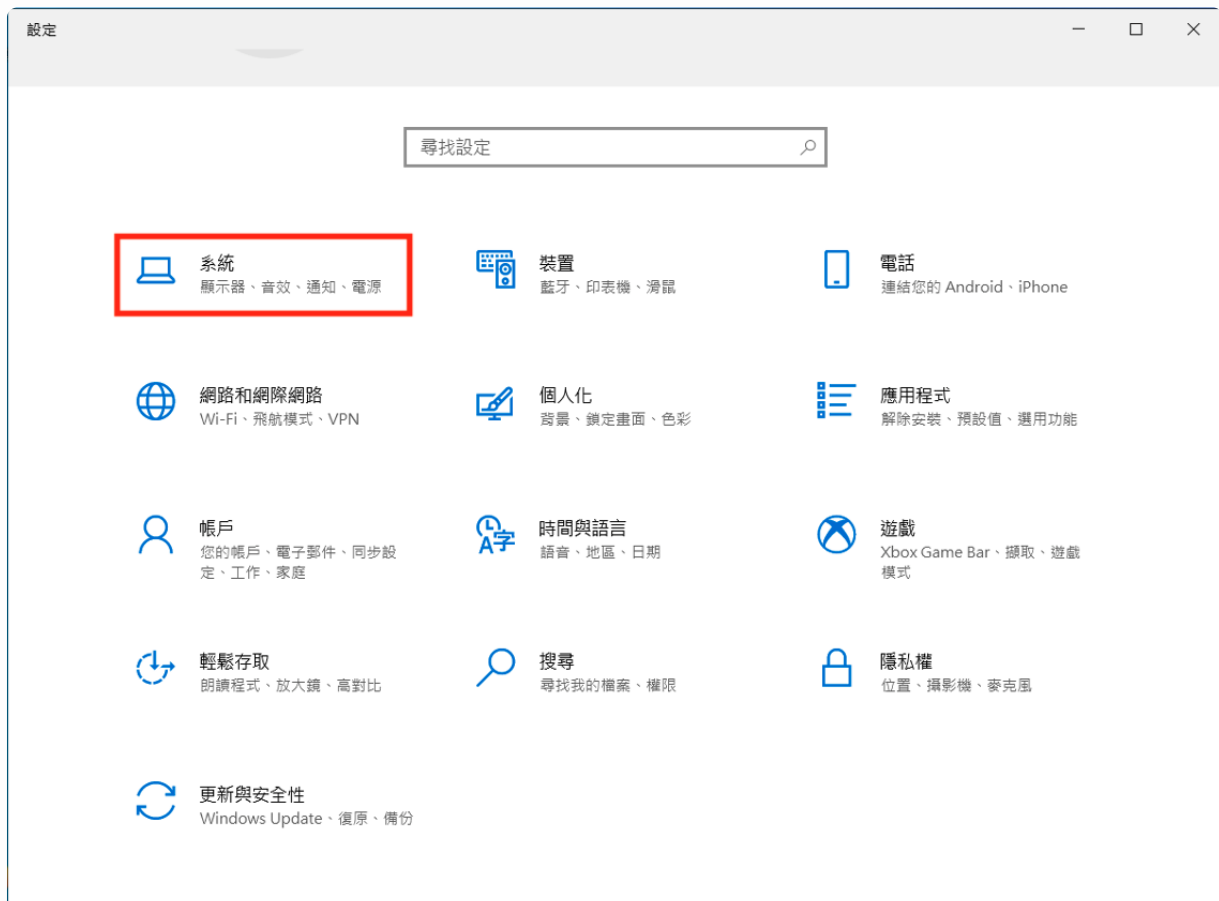 設定
尋找設定
系統
顯示器、音效、通知、電源
裝置
藍牙、印表機、滑鼠
電話
連結您的 Android、iPhone
網路和網際網路
Wi-Fi、飛航模式、VPN
個人化
背景、鎖定畫面、色彩
應用程式
解除安裝、預設值、選用功能
帳戶
您的帳戶、電子郵件、同步設
定、工作、家庭
時間與語言
語音、地區、日期
遊戲
Xbox Game Bar、擷取、遊戲
模式
輕鬆存取
朗讀程式、放大鏡、高對比
搜尋
尋找我的檔案、權限
隱私權
位置、攝影機、麥克風
更新與安全性
Windows Update、復原、備份